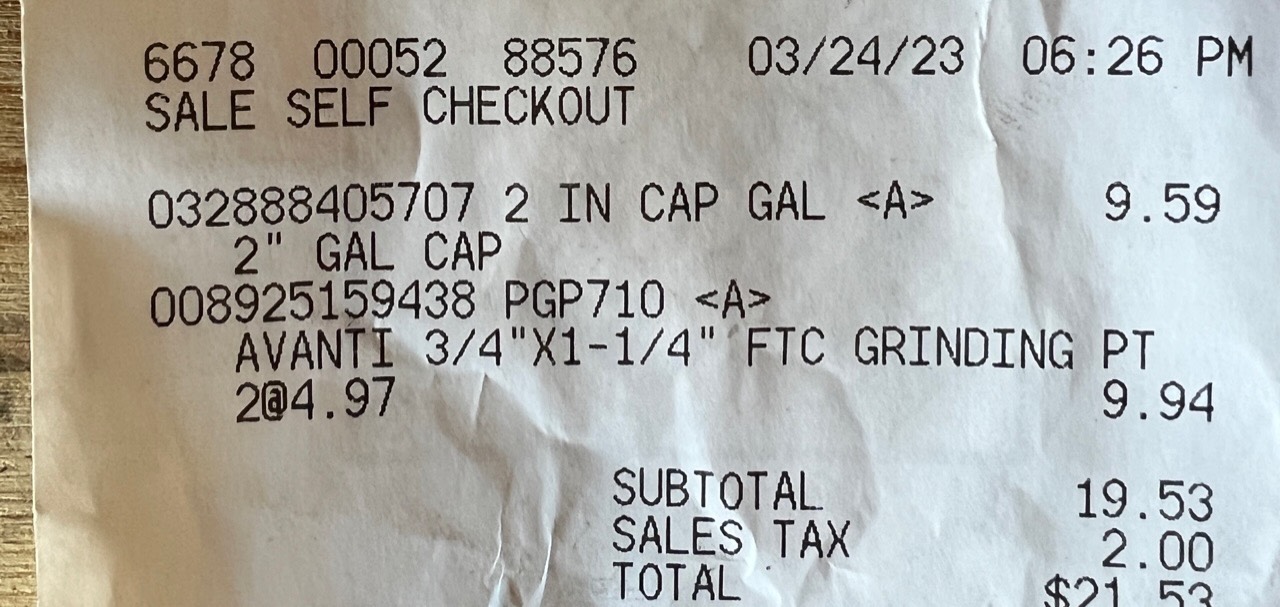 6678 00052 88576 03/24/23 06:26 PM
SALE SELF CHECKOUT
032888405707 2 IN CAP GAL <A> 9.59
2" GAL CAP
008925159438 PGP710 <A>
AVANTI 3/4"X1-1/4" FTC GRINDING PT
2@4.97 9.94
SUBTOTAL 19.53
SALES TAX 2.00
TOTAL $21.53